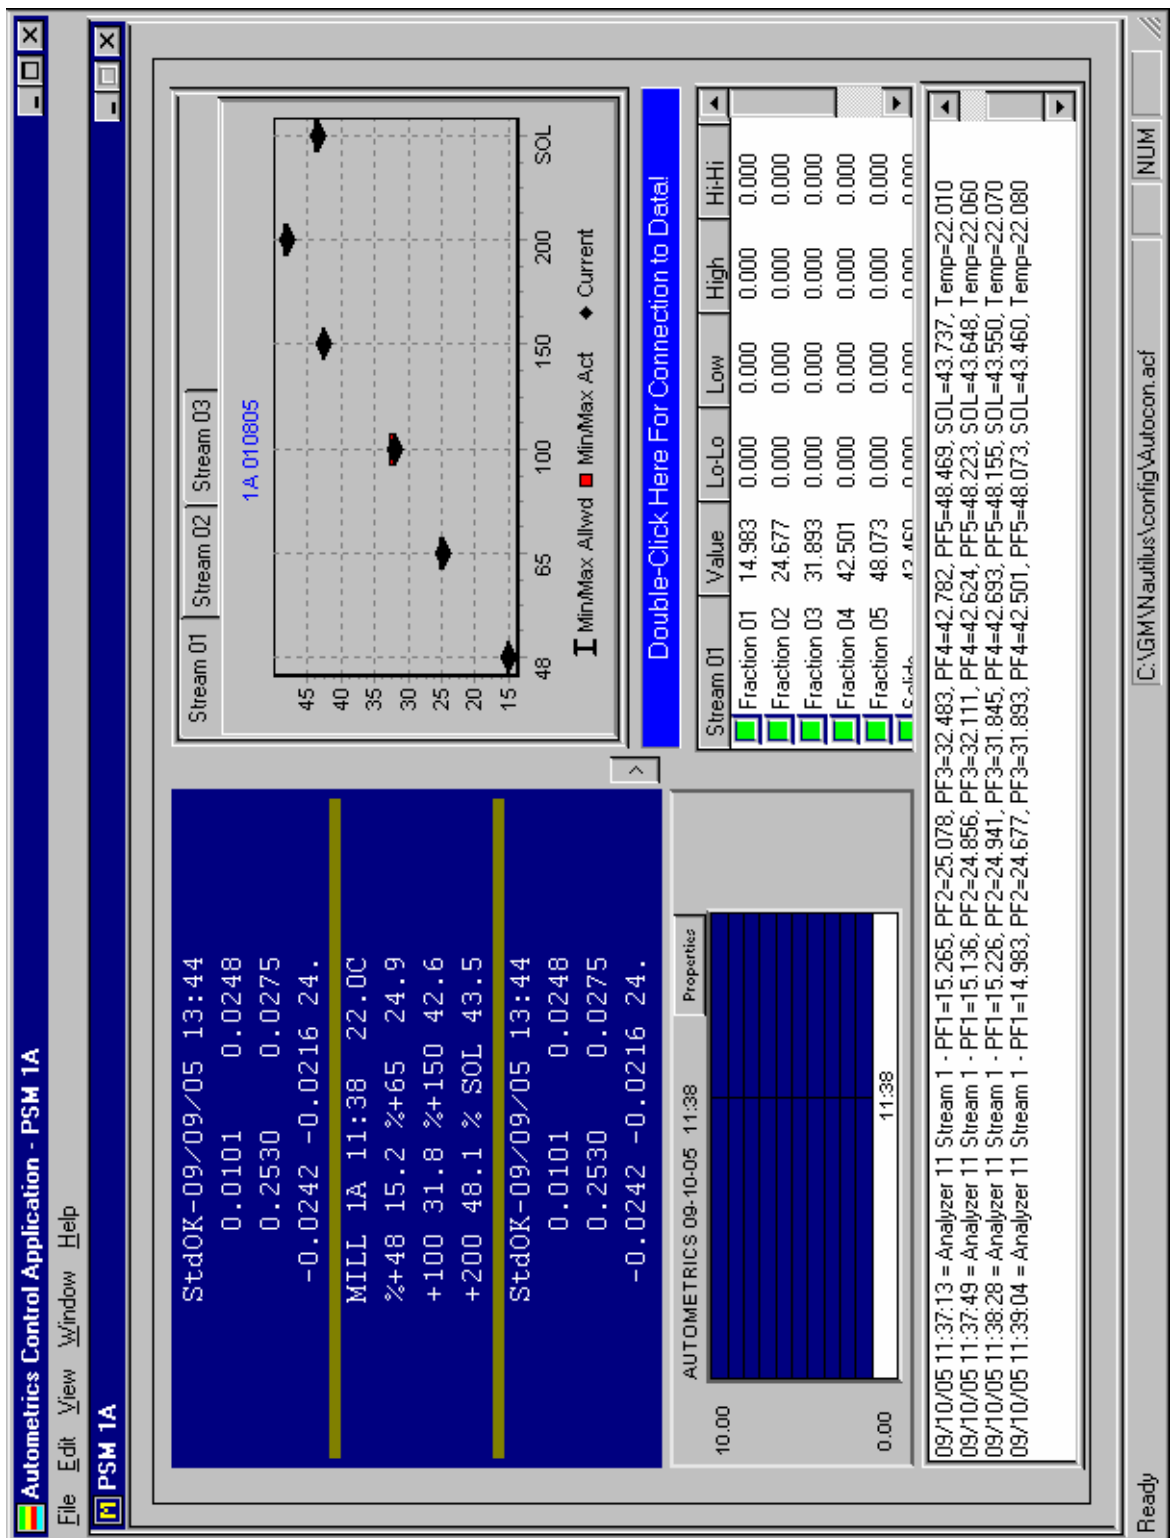 Autometrics Control Application - PSM 1A
File Edit View Window Help
PSM 1A
StdOK-09/09/05 13:44
0.0101 0.0248
0.2530 0.0275
-0.0242 -0.0216 24.
MILL 1A 11:38 22.0C
%+48 15.2 %+65 24.9
+100 31.8 %+150 42.6
+200 48.1 % SOL 43.5
StdOK-09/09/05 13:44
0.0101 0.0248
0.2530 0.0275
-0.0242 -0.0216 24.
Stream 01 Stream 02 Stream 03
1A 010805
45
40
35
30
25
20
15
48 65 100 150 200 SOL
Min/Max Allwd Min/Max Act Current
Double-Click Here For Connection to Data!
AUTOMETRICS 09-10-05 11:38 Properties
10.00
0.00
11:38
Stream 01 Value Lo-Lo Low High Hi-Hi
Fraction 01 14.983 0.000 0.000 0.000 0.000
Fraction 02 24.677 0.000 0.000 0.000 0.000
Fraction 03 31.893 0.000 0.000 0.000 0.000
Fraction 04 42.501 0.000 0.000 0.000 0.000
Fraction 05 48.073 0.000 0.000 0.000 0.000
Solids 43.460 0.000 0.000 0.000 0.000
09/10/05 11:37:13 = Analyzer 11 Stream 1 - PF1=15.265, PF2=25.078, PF3=32.483, PF4=42.782, PF5=48.469, SOL=43.737, Temp=22.010
09/10/05 11:37:49 = Analyzer 11 Stream 1 - PF1=15.136, PF2=24.856, PF3=32.111, PF4=42.624, PF5=48.223, SOL=43.648, Temp=22.060
09/10/05 11:38:28 = Analyzer 11 Stream 1 - PF1=15.226, PF2=24.941, PF3=31.845, PF4=42.693, PF5=48.155, SOL=43.550, Temp=22.070
09/10/05 11:39:04 = Analyzer 11 Stream 1 - PF1=14.983, PF2=24.677, PF3=31.893, PF4=42.501, PF5=48.073, SOL=43.460, Temp=22.080
Ready C:\GM\Nautilus\config\Autocon.acf NUM